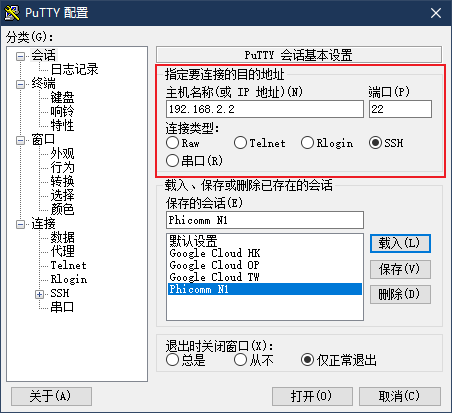 PuTTY 配置
分类(G):
会话
日志记录
终端
键盘
响铃
特性
窗口
外观
行为
转换
选择
颜色
连接
数据
代理
Telnet
Rlogin
SSH
串口
PuTTY 会话基本设置
指定要连接的目的地址
主机名称(或 IP 地址)(N) 端口(P)
192.168.2.2 22
连接类型:
Raw Telnet Rlogin SSH
串口(R)
载入、保存或删除已存在的会话
保存的会话(E)
Phicomm N1
默认设置
Google Cloud HK
Google Cloud OP
Google Cloud TW
Phicomm N1
载入(L)
保存(V)
删除(D)
退出时关闭窗口(X):
总是 从不 仅正常退出
关于(A) 打开(O) 取消(C)